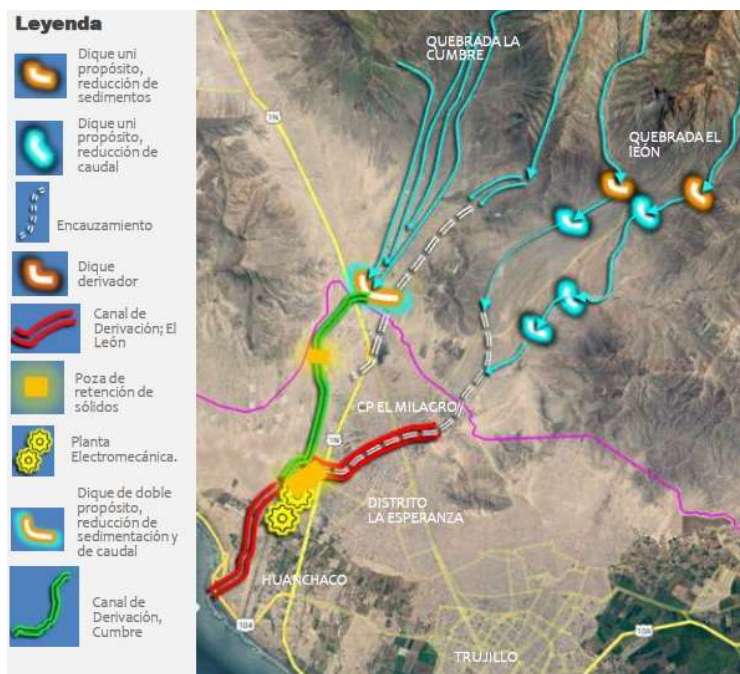 Leyenda
Dique uni
propósito,
reducción de
sedimentos
Dique uni
propósito,
reducción de
caudal
Encauzamiento
Dique
derivador
Canal de
Derivación; El
León
Poza de
retención de
sólidos
Planta
Electromecánica.
Dique de doble
propósito,
reducción de
sedimentación y
de caudal
Canal de
Derivación,
Cumbre
QUEBRADA LA
CUMBRE
1N
QUEBRADA EL
lEÓN
CP EL MILAGRO
1N
DISTRITO
LA ESPERANZA
HUANCHACO
104
10A
TRUJILLO